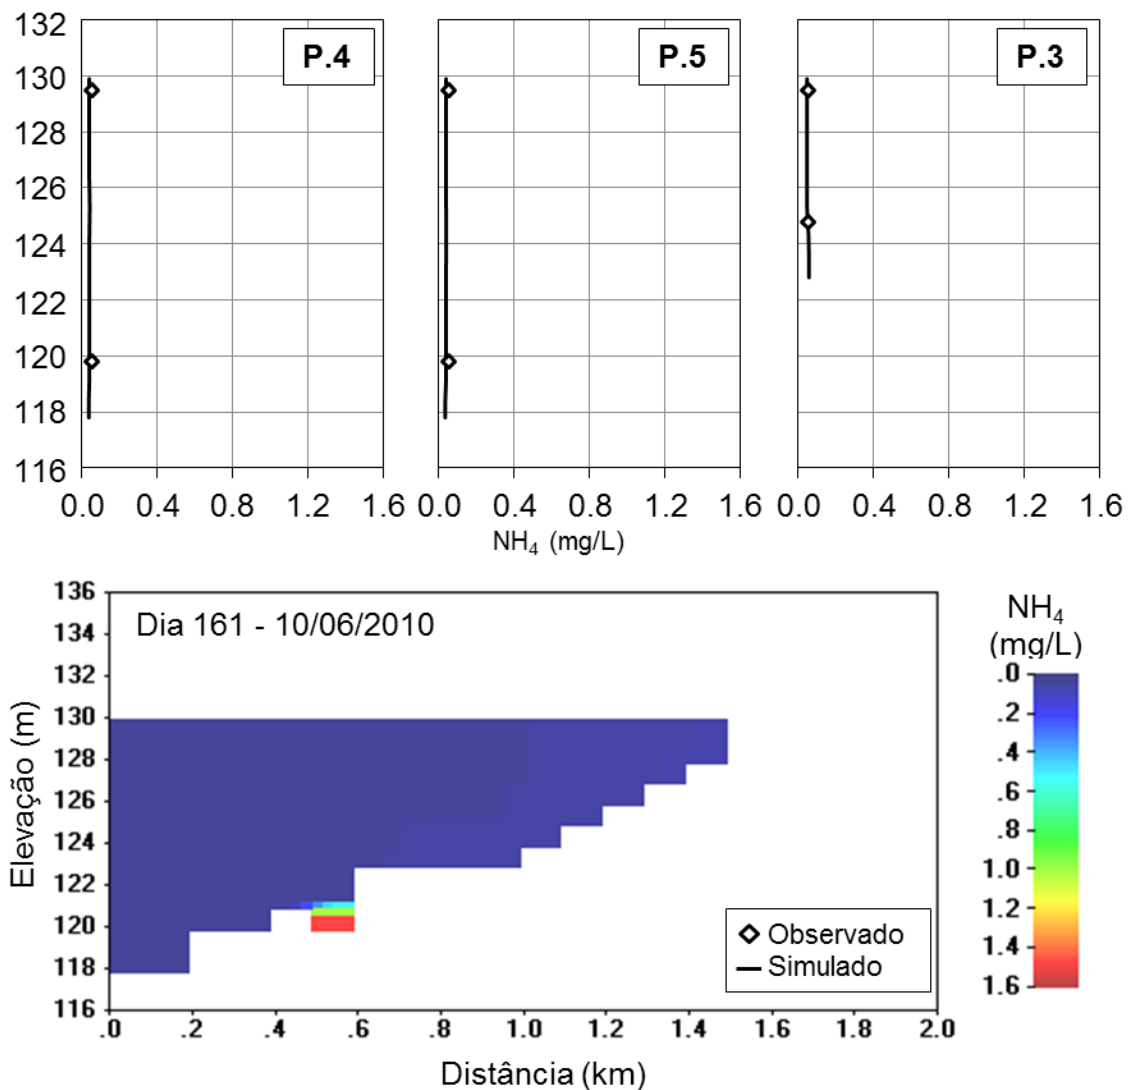 P.4 P.5 P.3
132
130
128
126
124
122
120
118
116
0.0 0.4 0.8 1.2 1.6 0.0 0.4 0.8 1.2 1.6 0.0 0.4 0.8 1.2 1.6
NH₄ (mg/L)
Dia 161 - 10/06/2010
Elevação (m)
136
134
132
130
128
126
124
122
120
118
116
.0 .2 .4 .6 .8 1.0 1.2 1.4 1.6 1.8 2.0
Distância (km)
Observado
Simulado
NH₄
(mg/L)
.0
.2
.4
.6
.8
1.0
1.2
1.4
1.6